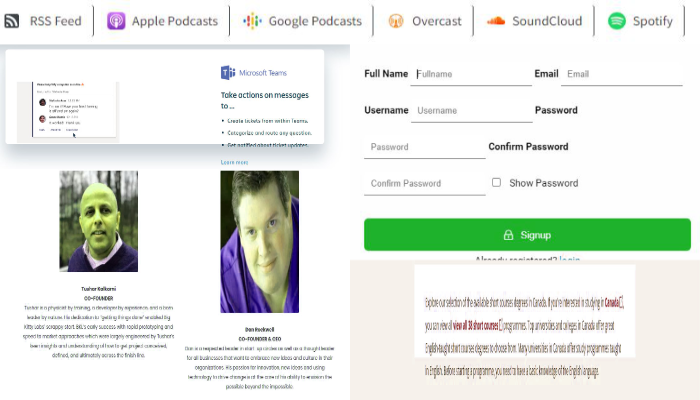 RSS Feed
Apple Podcasts
Google Podcasts
Overcast
SoundCloud
Spotify
Microsoft Teams
Take actions on messages
to ...
Create tickets from within Teams.
Categorize and route any question.
Get notified about ticket updates.
Learn more
Tushar Kulkarni
CO-FOUNDER
Tushar is a physicist by training, a developer by experience, and a born
leader by nature. His dedication to "getting things done" enabled Big
Kitty Labs' scrappy start. BKL's early success with rapid prototyping and
speed to market approaches which were largely engineered by Tushar's
keen insights and understanding of how to get project conceived,
defined, and ultimately across the finish line.
Dan Rockwell
CO-FOUNDER & CEO
Dan is a respected leader in start-up circles as well as a thought leader
for all businesses that want to embrace new ideas and culture in their
organizations. His passion for innovation, new ideas and using
technology to drive change is at the core of his ability to envision the
possible beyond the impossible.
Full Name Fullname Email Email
Username Username Password
Password Confirm Password
Confirm Password Show Password
Signup
Already registered? login
Explore our selection of the available short courses degrees in Canada. If you're interested in studying in Canada[],
you can view all view all 38 short courses[] programmes. Top universities and colleges in Canada offer great
English-taught short courses degrees to choose from. Many universities in Canada offer study programmes taught
in English. Before starting a programme, you need to have a basic knowledge of the English language.